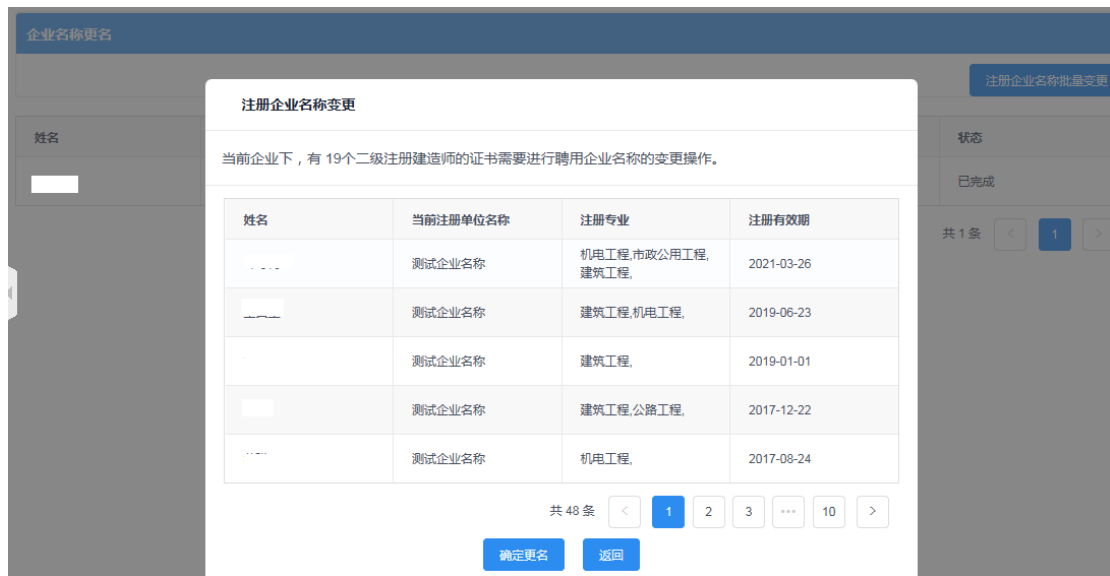 企业名称更名
注册企业名称批量变更
注册企业名称变更
姓名
状态
当前企业下，有 19个二级注册建造师的证书需要进行聘用企业名称的变更操作。
已完成
姓名 当前注册单位名称 注册专业 注册有效期
共 1 条 < 1 >
测试企业名称 机电工程,市政公用工程, 2021-03-26
建筑工程,
测试企业名称 建筑工程,机电工程, 2019-06-23
测试企业名称 建筑工程, 2019-01-01
测试企业名称 建筑工程,公路工程, 2017-12-22
测试企业名称 机电工程, 2017-08-24
共 48 条 < 1 2 3 ••• 10 >
确定更名 返回